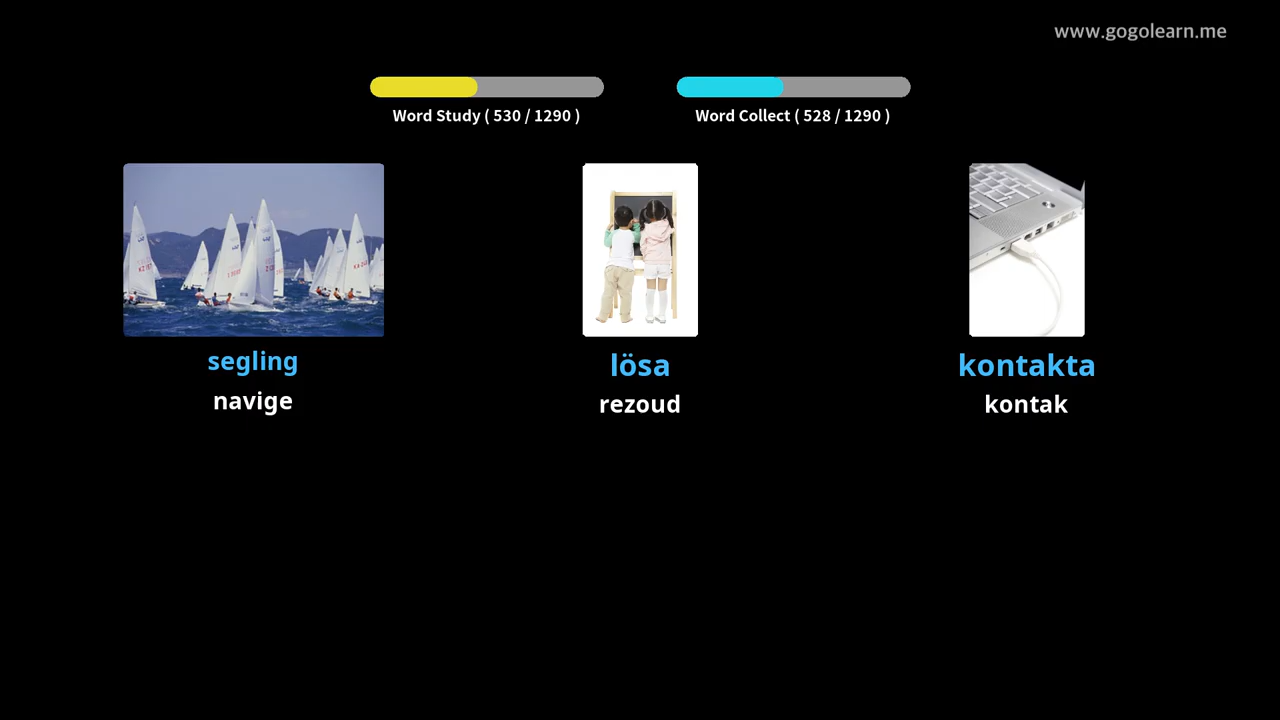 www.gogolearn.me
Word Study ( 530 / 1290 )
Word Collect ( 528 / 1290 )
segling
lösa
kontakta
navige
rezoud
kontak